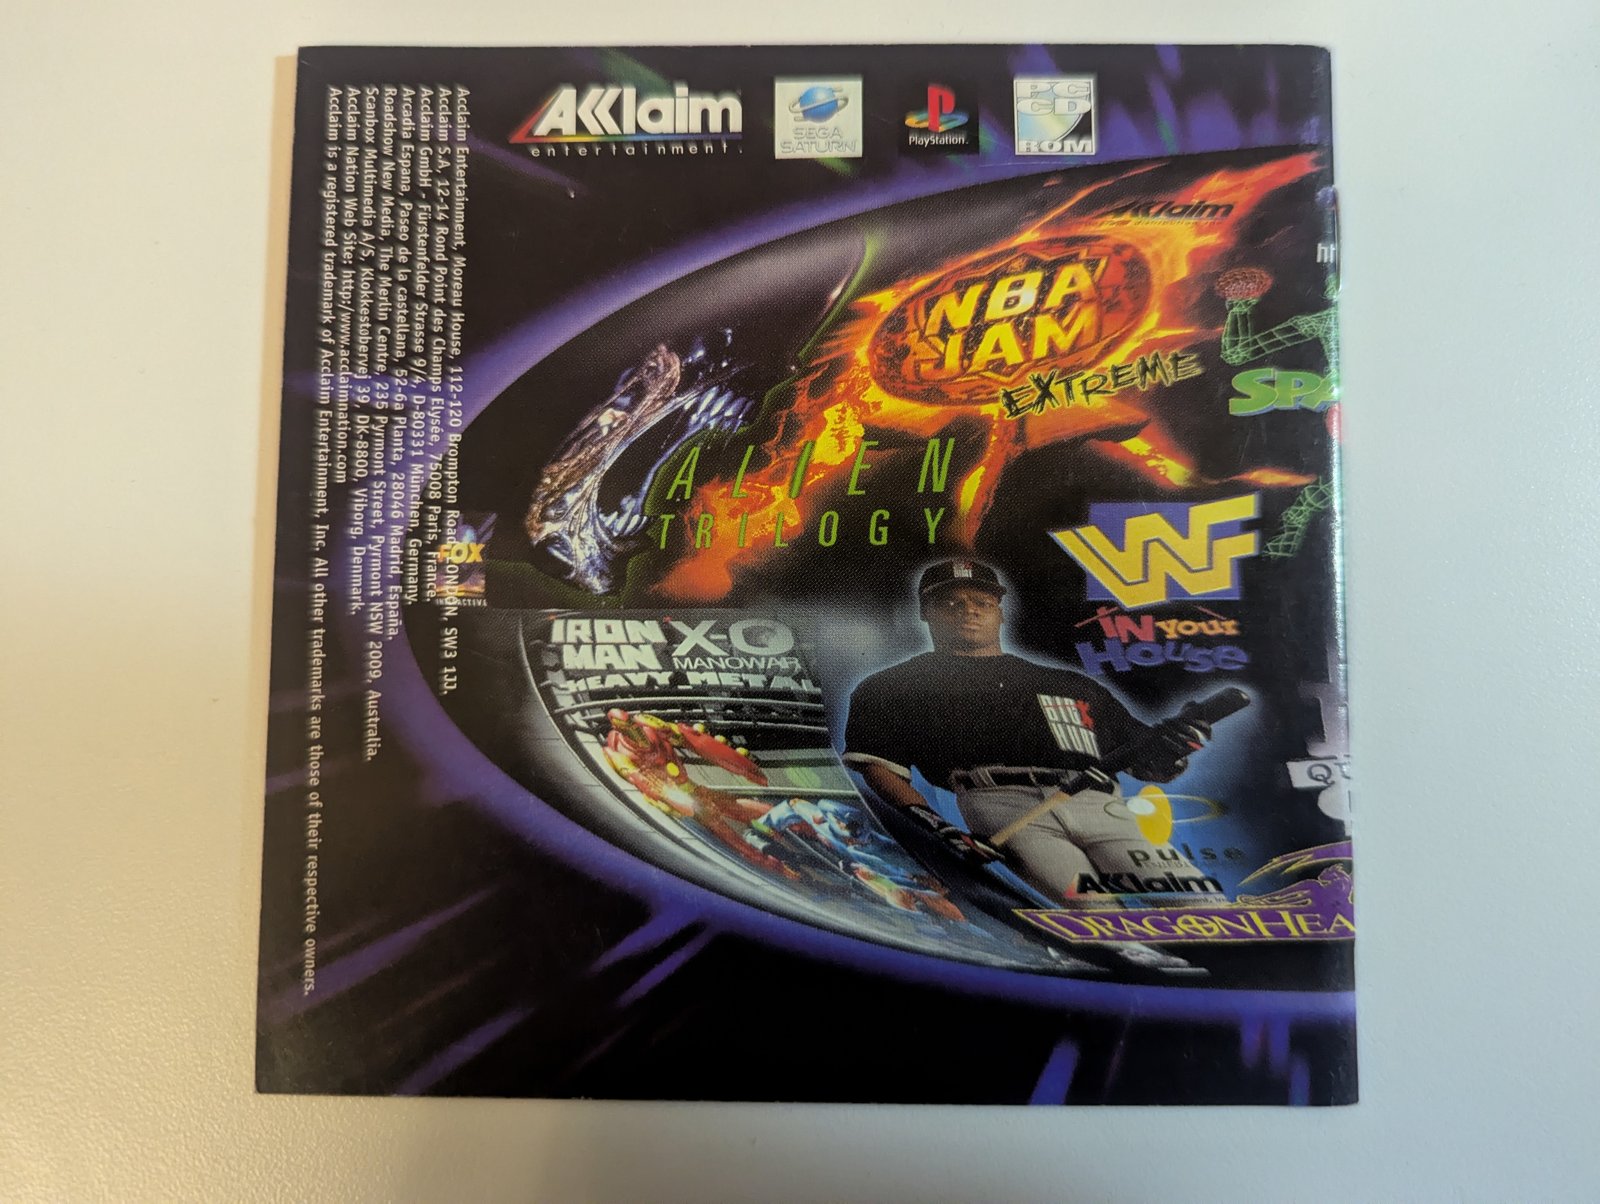 Acclaim
entertainment.
SEGA
SATURN
PlayStation
PC
CD
ROM
Acclaim
NBA
JAM
EXTREME
SPA
ALIEN
TRILOGY
FOX
INTERACTIVE
WF
IN YOUR
HOUSE
IRON
MAN
X-O
MANOWAR
HEAVY METAL
QT
pulse
Acclaim
DRAGONHEA
Acclaim Entertainment, Moreau House, 112-120 Brompton Road, LONDON, SW3 1JJ.
Acclaim S.A, 12-14 Rond Point des Champs Elysée, 75008 Paris, France.
Acclaim GmbH - Fürstenfelder Strasse 9/4, D-80331 München, Germany.
Arcadia Espana, Paseo de la castellana, 52-6a Planta, 28046 Madrid, España.
Roadshow New Media, The Merlin Centre, 235 Pyrmont Street, Pyrmont NSW 2009, Australia.
Scanbox Multimedia A/S, Klokkestøbervej 39, DK-8800, Viborg, Denmark.
Acclaim Nation Web Site: http://www.acclaimnation.com
Acclaim is a registered trademark of Acclaim Entertainment, Inc. All other trademarks are those of their respective owners.